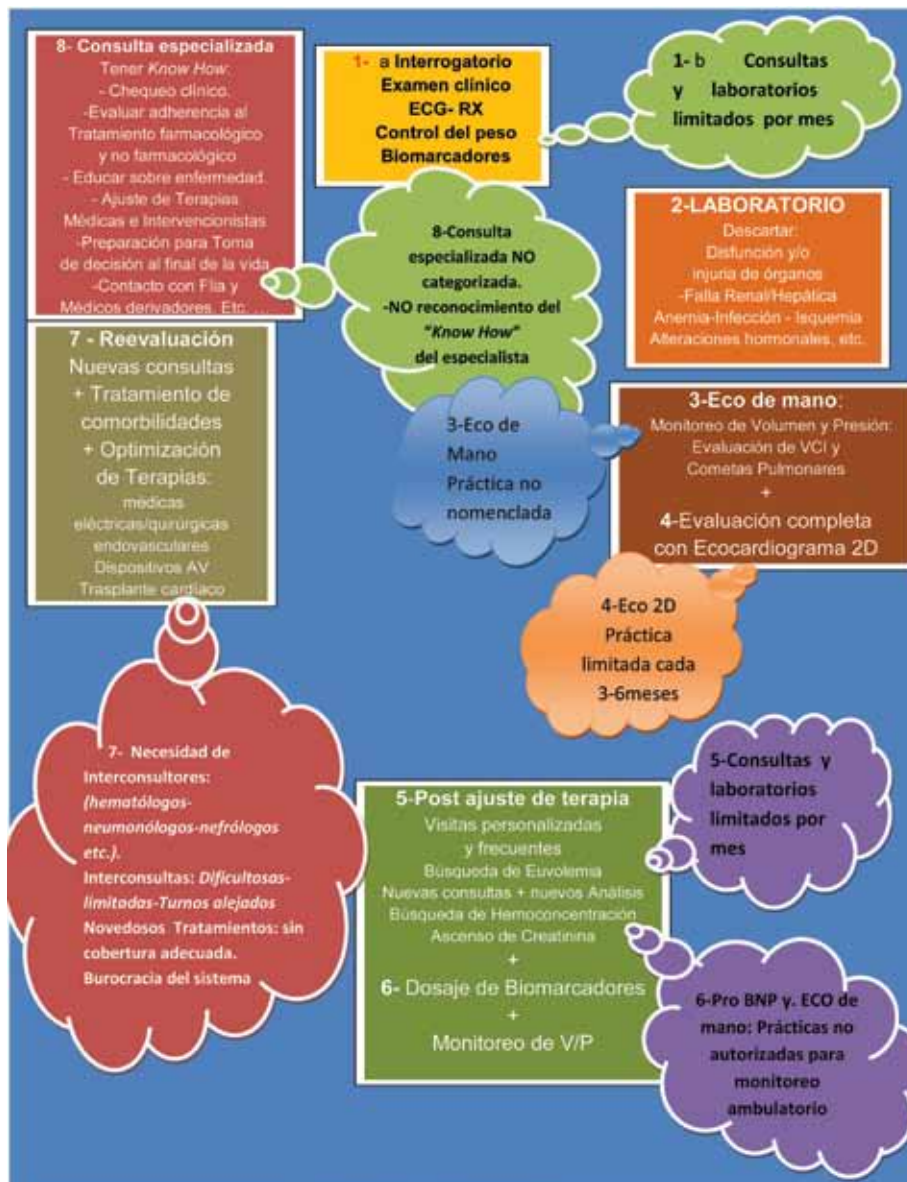 8- Consulta especializada
Tener Know How:
- Chequeo clínico.
-Evaluar adherencia al
Tratamiento farmacológico
y no farmacológico
- Educar sobre enfermedad.
- Ajuste de Terapias
Médicas e Intervencionistas
-Preparación para Toma
de decisión al final de la vida
-Contacto con Flia y
Médicos derivadores. Etc....
1- a Interrogatorio
Examen clínico
ECG- RX
Control del peso
Biomarcadores
1- b Consultas
y laboratorios
limitados por mes
8-Consulta
especializada NO
categorizada.
-NO reconocimiento del
"Know How"
del especialista
2-LABORATORIO
Descartar:
Disfunción y/o
injuria de órganos
-Falla Renal/Hepática
Anemia-Infección - Isquemia
Alteraciones hormonales, etc.
7 - Reevaluación
Nuevas consultas
+ Tratamiento de
comorbilidades
+ Optimización
de Terapias:
médicas
eléctricas/quirúrgicas
endovasculares
Dispositivos AV
Trasplante cardíaco
3-Eco de
Mano
Práctica no
nomenclada
3-Eco de mano:
Monitoreo de Volumen y Presión:
Evaluación de VCI y
Cometas Pulmonares
+
4-Evaluación completa
con Ecocardiograma 2D
4-Eco 2D
Práctica
limitada cada
3-6meses
7- Necesidad de
Interconsultores:
(hematólogos-
neumonólogos-nefrólogos
etc.).
Interconsultas: Dificultosas-
limitadas-Turnos alejados
Novedosos Tratamientos: sin
cobertura adecuada.
Burocracia del sistema
5-Post ajuste de terapia
Visitas personalizadas
y frecuentes
Búsqueda de Euvolemia
Nuevas consultas + nuevos Análisis
Búsqueda de Hemoconcentración
Ascenso de Creatinina
+
6- Dosaje de Biomarcadores
+
Monitoreo de V/P
5-Consultas y
laboratorios
limitados por
mes
6-Pro BNP y. ECO de
mano: Prácticas no
autorizadas para
monitoreo
ambulatorio